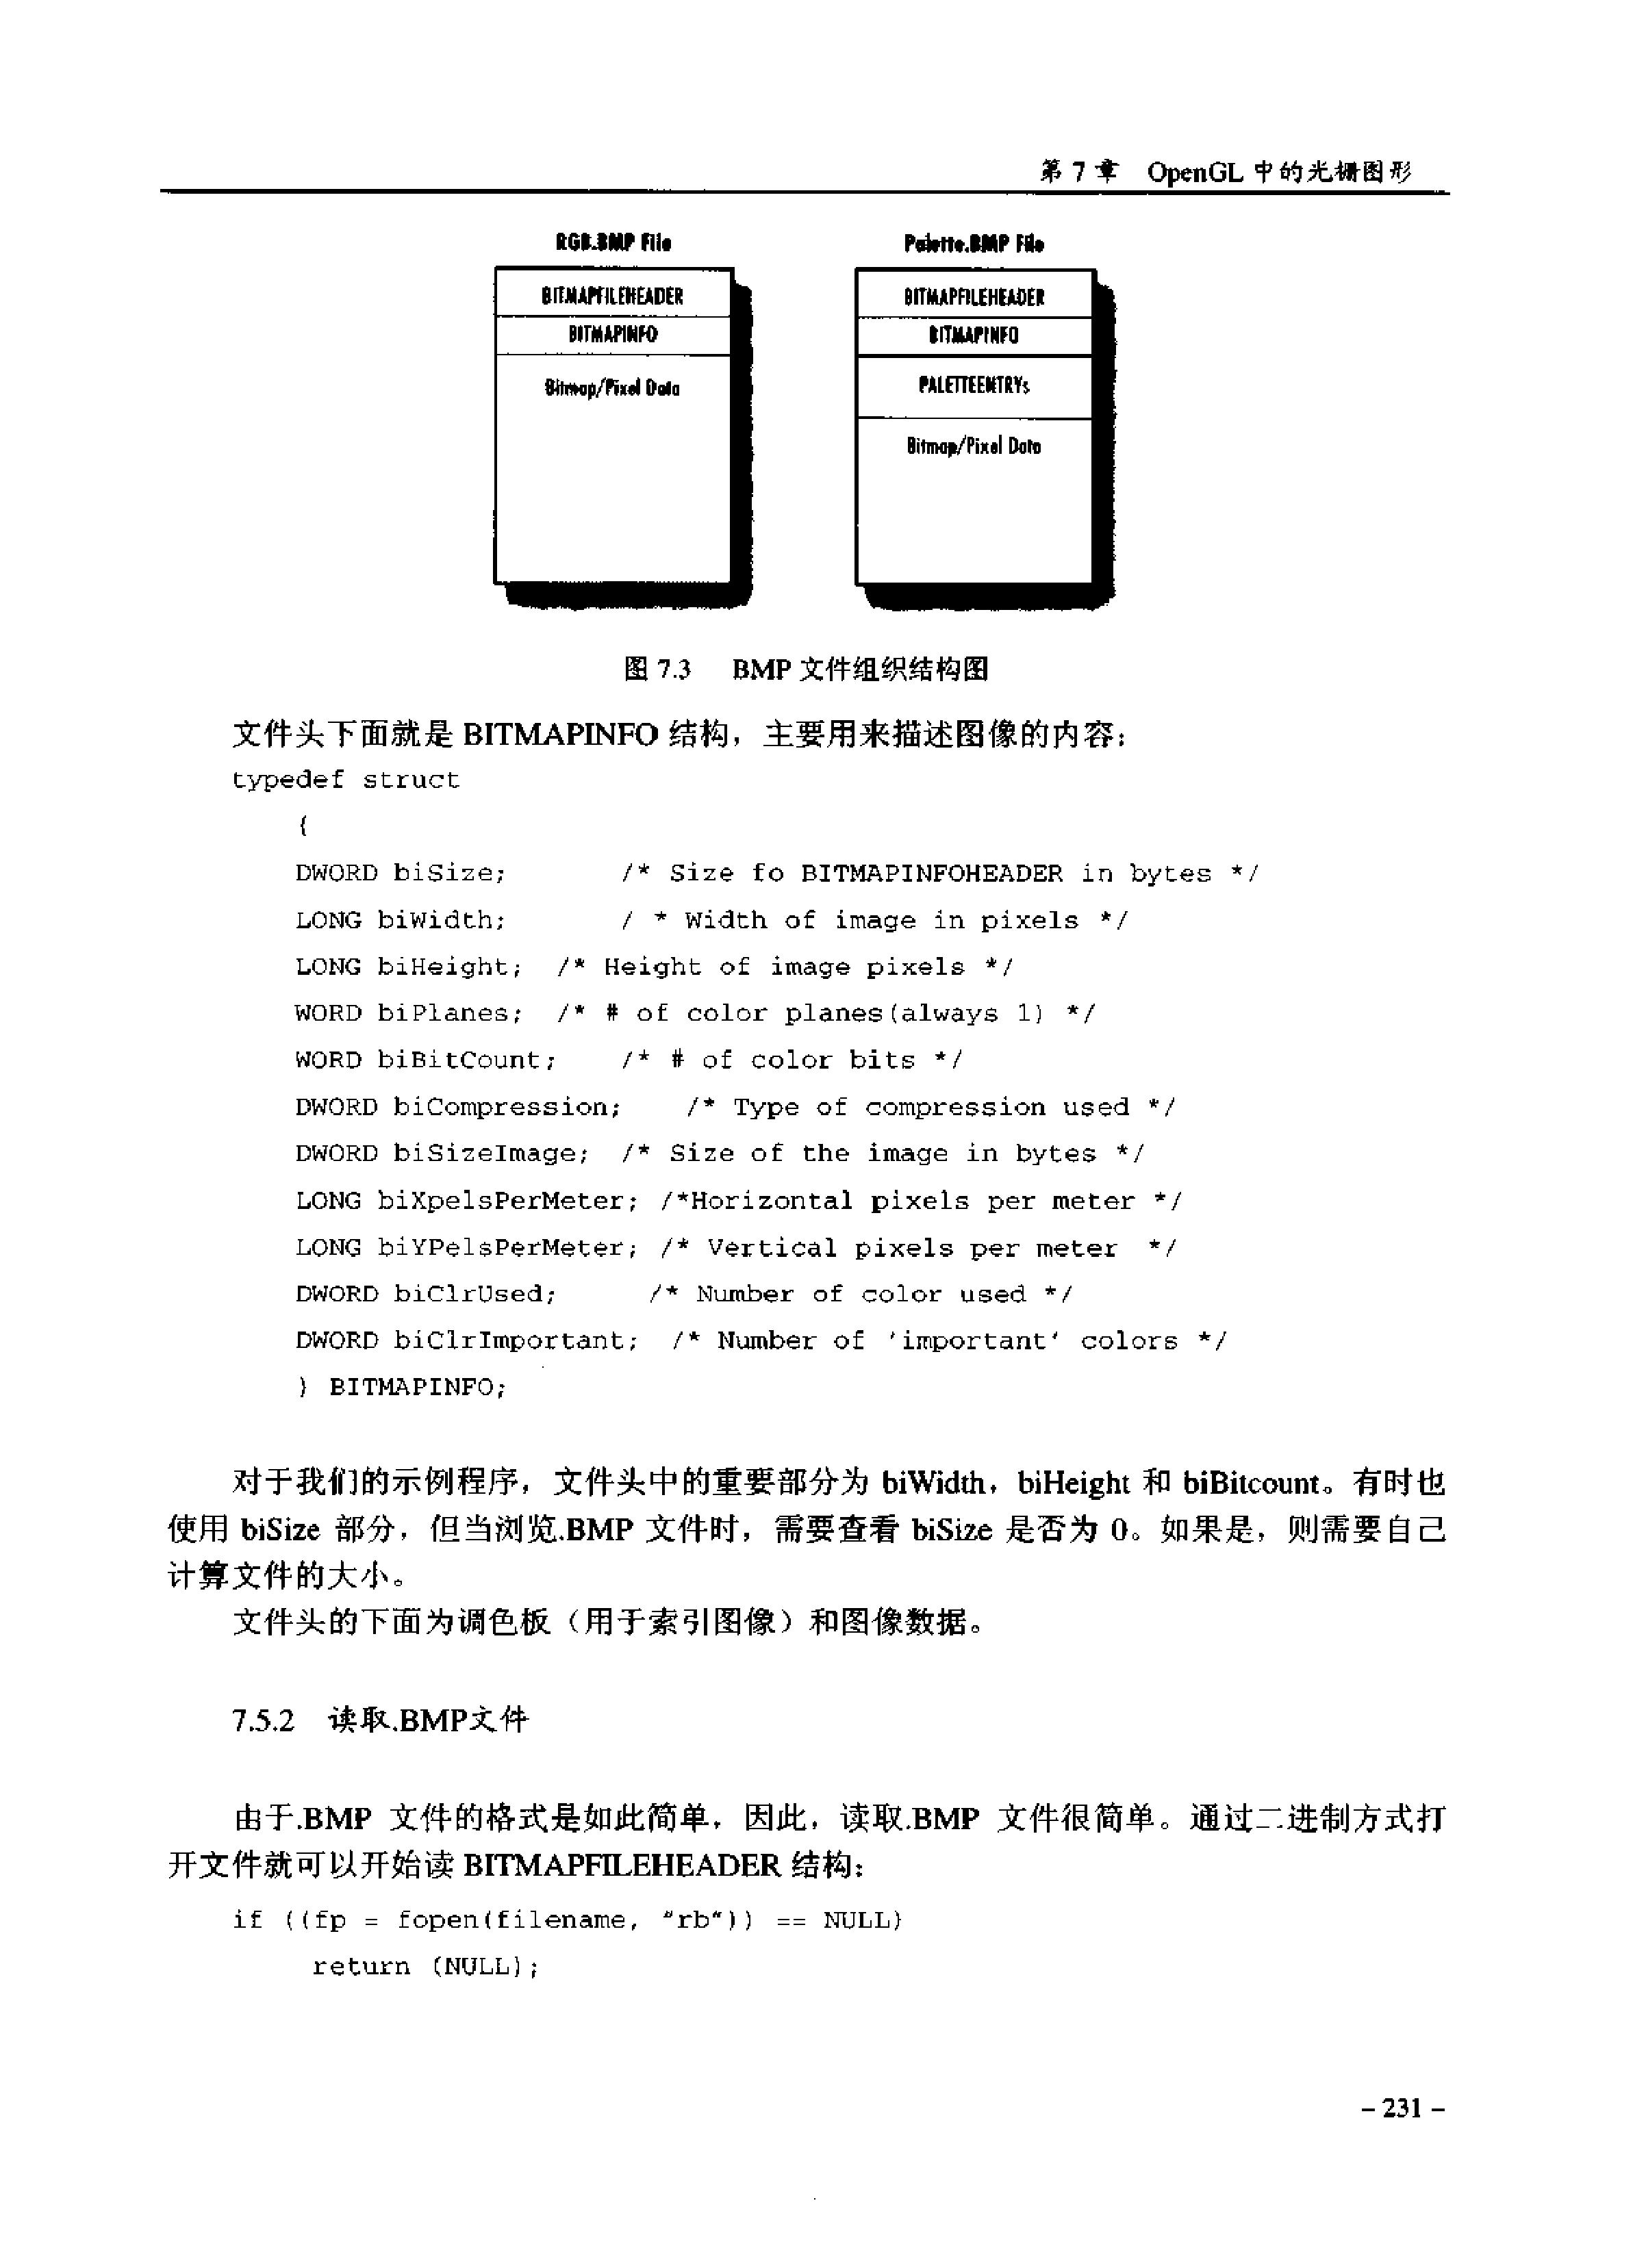 第 7 章 OpenGL 中的光栅图形
RGB.BMP File
Palette.BMP File
BITMAPFILEHEADER
BITMAPINFO
Bitmap/Pixel Data
BITMAPFILEHEADER
BITMAPINFO
PALETTEENTRYs
Bitmap/Pixel Data
图 7.3 BMP 文件组织结构图
文件头下面就是 BITMAPINFO 结构，主要用来描述图像的内容：
typedef struct
{
DWORD biSize; /* Size fo BITMAPINFOHEADER in bytes */
LONG biWidth; / * Width of image in pixels */
LONG biHeight; /* Height of image pixels */
WORD biPlanes; /* # of color planes(always 1) */
WORD biBitCount; /* # of color bits */
DWORD biCompression; /* Type of compression used */
DWORD biSizeImage; /* Size of the image in bytes */
LONG biXpelsPerMeter; /*Horizontal pixels per meter */
LONG biYPelsPerMeter; /* Vertical pixels per meter */
DWORD biClrUsed; /* Number of color used */
DWORD biClrImportant; /* Number of 'important' colors */
} BITMAPINFO;
对于我们的示例程序，文件头中的重要部分为 biWidth，biHeight 和 biBitcount。有时也
使用 biSize 部分，但当浏览.BMP 文件时，需要查看 biSize 是否为 0。如果是，则需要自己
计算文件的大小。
文件头的下面为调色板（用于索引图像）和图像数据。
7.5.2 读取.BMP文件
由于.BMP 文件的格式是如此简单，因此，读取.BMP 文件很简单。通过二进制方式打
开文件就可以开始读 BITMAPFILEHEADER 结构：
if ((fp = fopen(filename, "rb")) == NULL)
return (NULL);
– 231 –